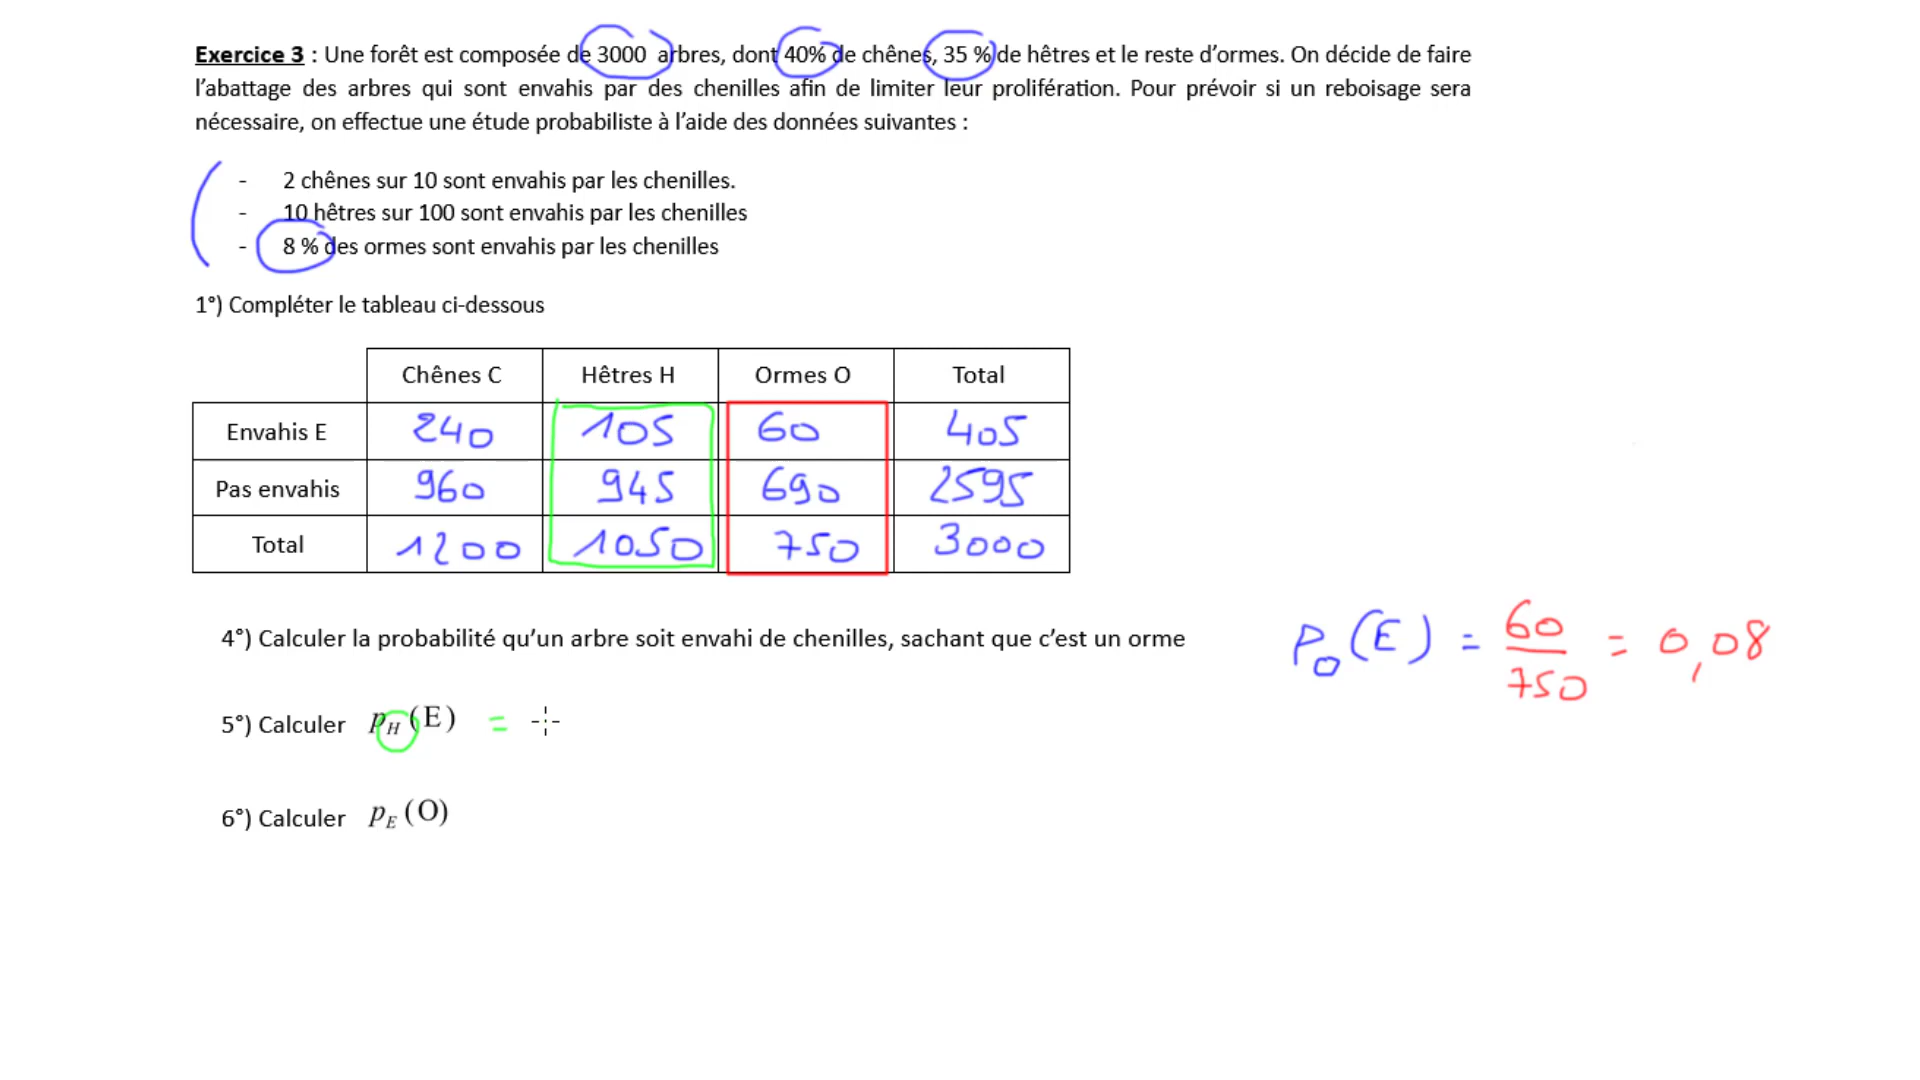 Exercice 3 : Une forêt est composée de 3000 arbres, dont 40% de chênes, 35 % de hêtres et le reste d’ormes. On décide de faire
l’abattage des arbres qui sont envahis par des chenilles afin de limiter leur prolifération. Pour prévoir si un reboisage sera
nécessaire, on effectue une étude probabiliste à l’aide des données suivantes :
- 2 chênes sur 10 sont envahis par les chenilles.
- 10 hêtres sur 100 sont envahis par les chenilles
- 8 % des ormes sont envahis par les chenilles
1°) Compléter le tableau ci-dessous
Chênes C Hêtres H Ormes O Total
Envahis E 240 105 60 405
Pas envahis 960 945 690 2595
Total 1200 1050 750 3000
4°) Calculer la probabilité qu’un arbre soit envahi de chenilles, sachant que c’est un orme
P_O (E) = 60/750 = 0,08
5°) Calculer p_H (E) =
6°) Calculer p_E (O)